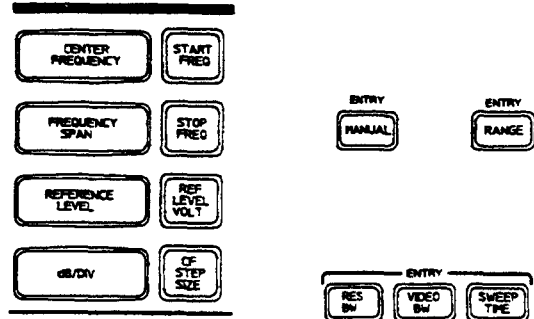 CENTER
FREQUENCY
START
FREQ
FREQUENCY
SPAN
STOP
FREQ
REFERENCE
LEVEL
REF
LEVEL
VOLT
dB/DIV
CF
STEP
SIZE
ENTRY
MANUAL
ENTRY
RANGE
ENTRY
RES
BW
VIDEO
BW
SWEEP
TIME